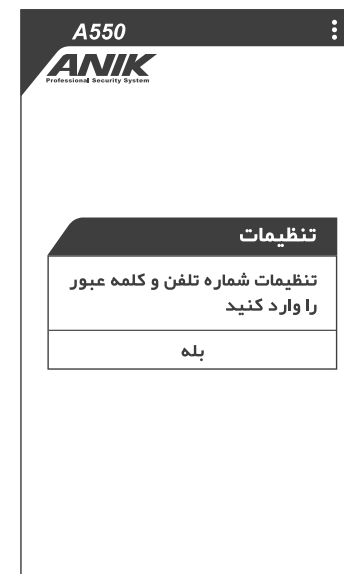 A550
ANIK
Professional Security System
تنظیمات
تنظیمات شماره تلفن و کلمه عبور
را وارد کنید
بله